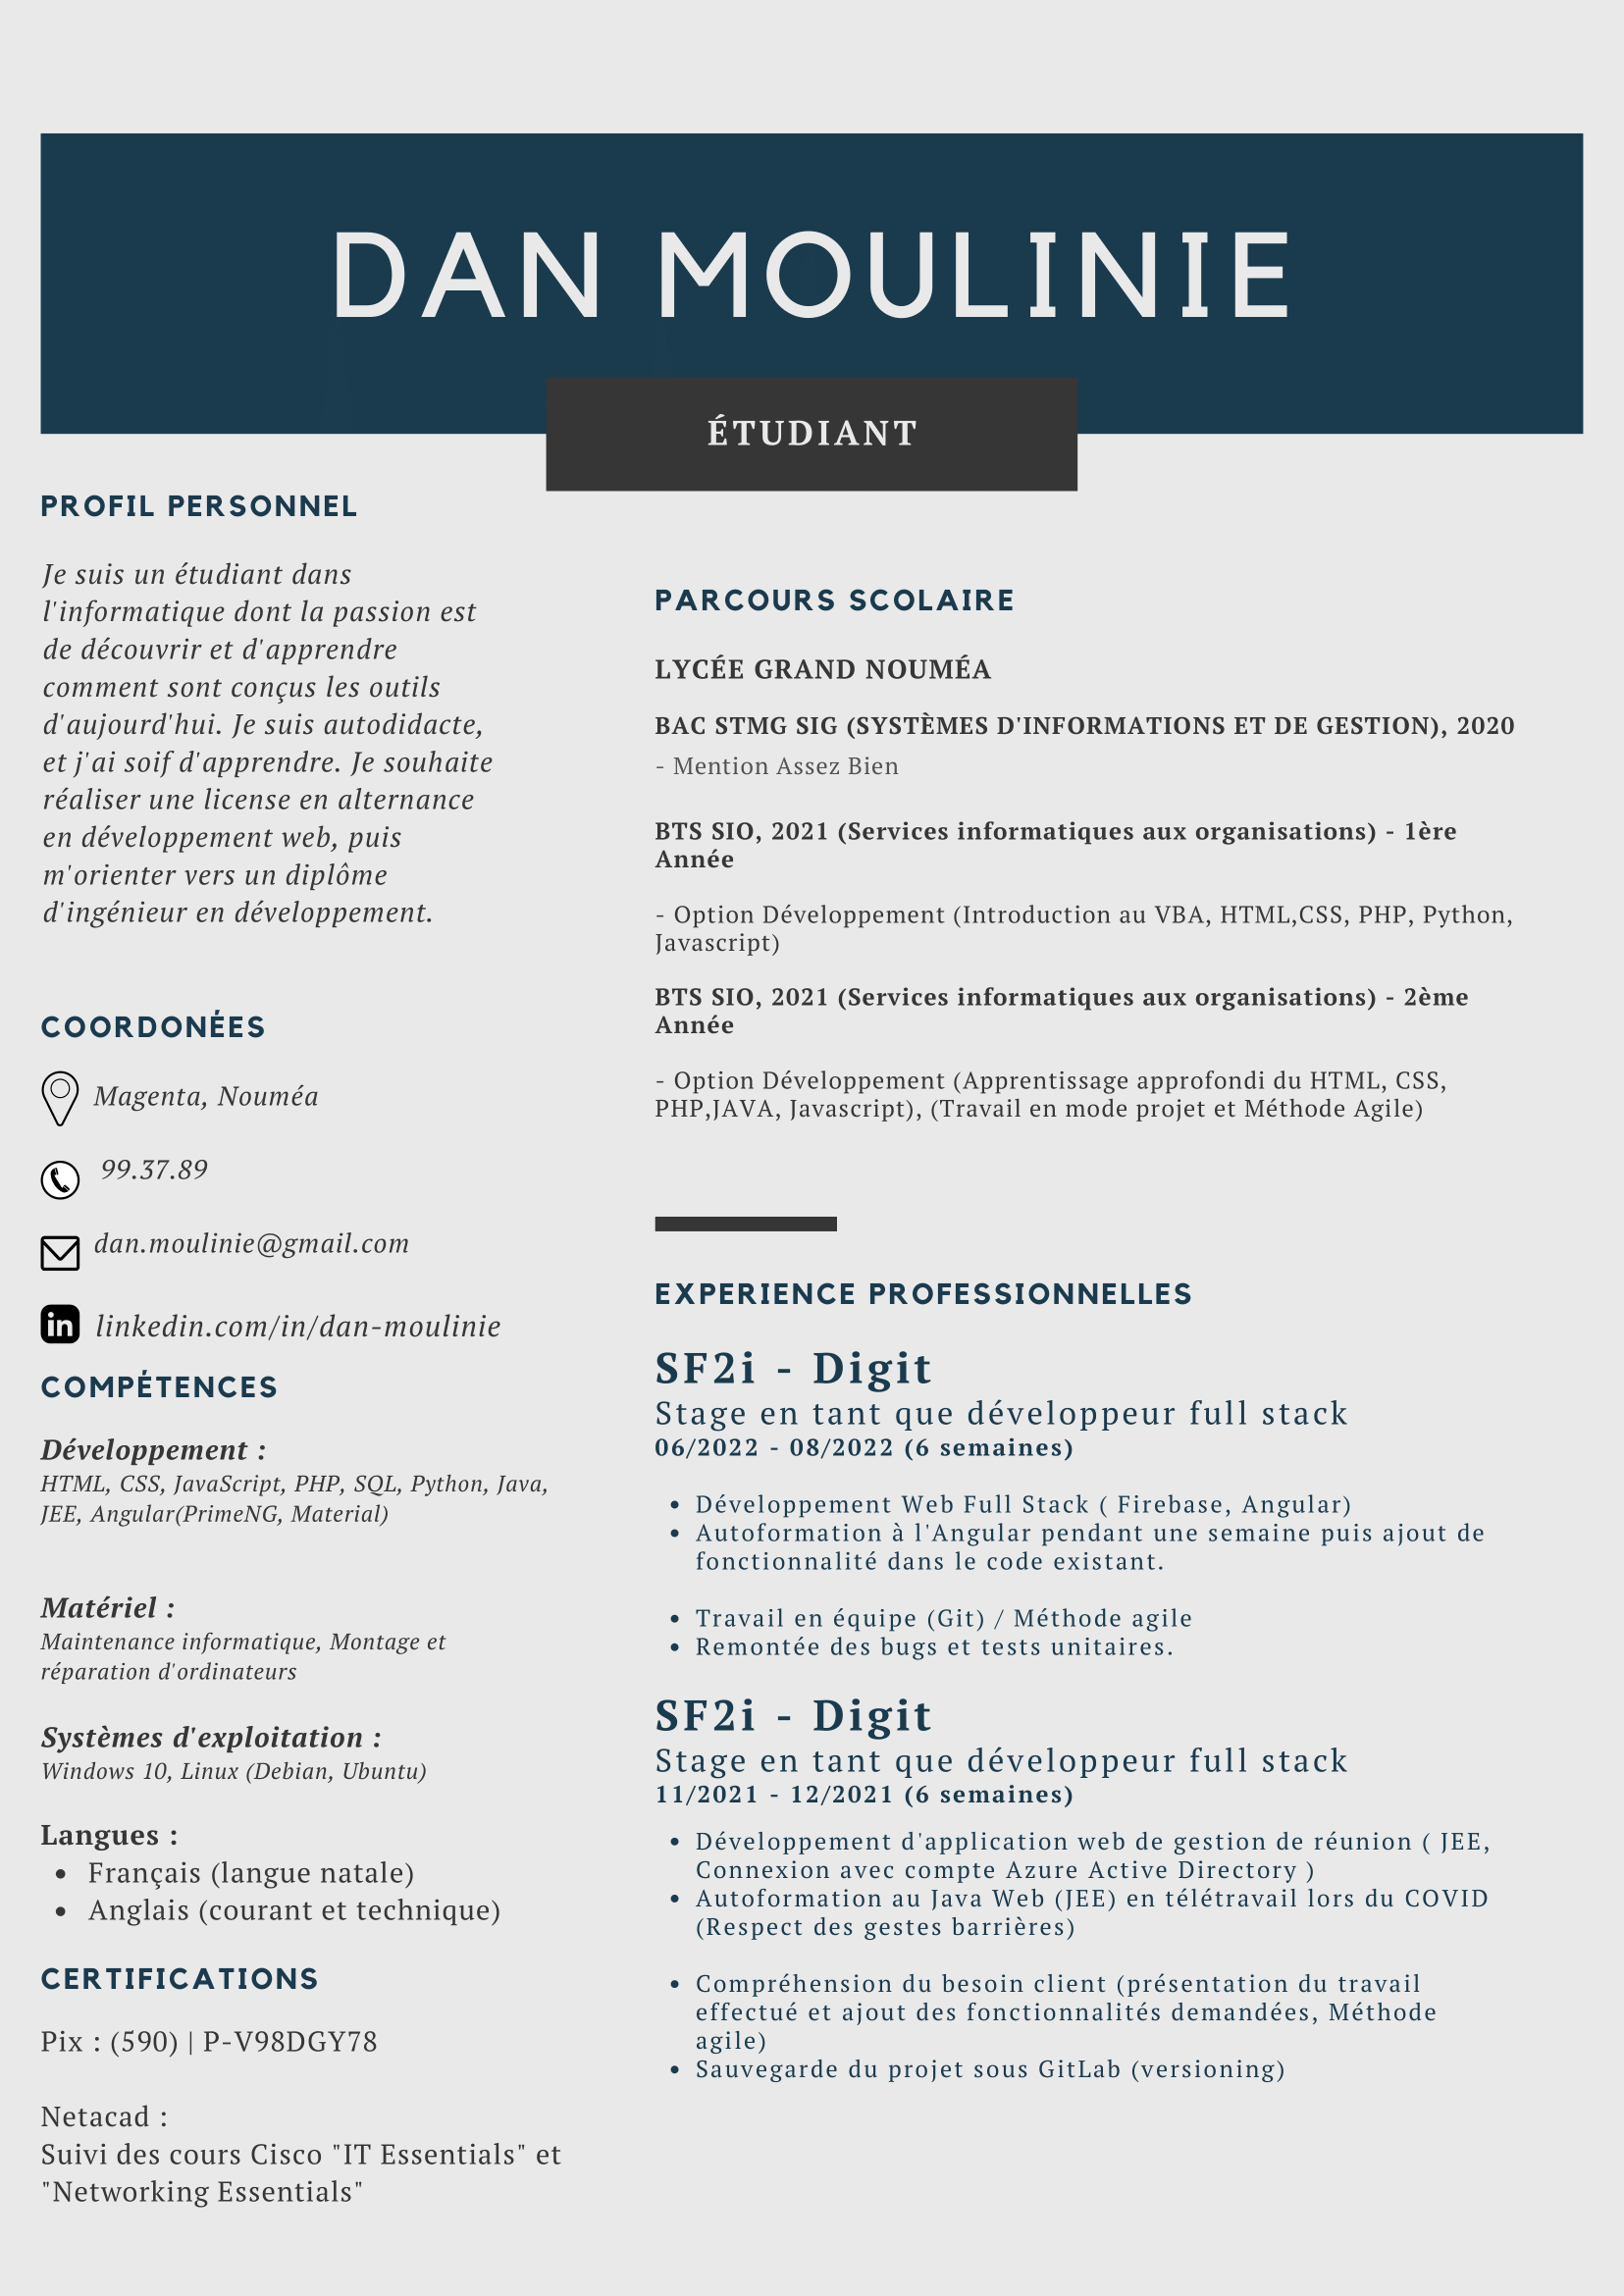 DAN MOULINIE
ÉTUDIANT
PROFIL PERSONNEL
Je suis un étudiant dans
l'informatique dont la passion est
de découvrir et d'apprendre
comment sont conçus les outils
d'aujourd'hui. Je suis autodidacte,
et j'ai soif d'apprendre. Je souhaite
réaliser une license en alternance
en développement web, puis
m'orienter vers un diplôme
d'ingénieur en développement.
COORDONÉES
Magenta, Nouméa
99.37.89
dan.moulinie@gmail.com
linkedin.com/in/dan-moulinie
COMPÉTENCES
Développement :
HTML, CSS, JavaScript, PHP, SQL, Python, Java,
JEE, Angular(PrimeNG, Material)
Matériel :
Maintenance informatique, Montage et
réparation d'ordinateurs
Systèmes d'exploitation :
Windows 10, Linux (Debian, Ubuntu)
Langues :
• Français (langue natale)
• Anglais (courant et technique)
CERTIFICATIONS
Pix : (590) | P-V98DGY78
Netacad :
Suivi des cours Cisco "IT Essentials" et
"Networking Essentials"
PARCOURS SCOLAIRE
LYCÉE GRAND NOUMÉA
BAC STMG SIG (SYSTÈMES D'INFORMATIONS ET DE GESTION), 2020
- Mention Assez Bien
BTS SIO, 2021 (Services informatiques aux organisations) - 1ère
Année
- Option Développement (Introduction au VBA, HTML,CSS, PHP, Python,
Javascript)
BTS SIO, 2021 (Services informatiques aux organisations) - 2ème
Année
- Option Développement (Apprentissage approfondi du HTML, CSS,
PHP,JAVA, Javascript), (Travail en mode projet et Méthode Agile)
EXPERIENCE PROFESSIONNELLES
SF2i - Digit
Stage en tant que développeur full stack
06/2022 - 08/2022 (6 semaines)
• Développement Web Full Stack ( Firebase, Angular)
• Autoformation à l'Angular pendant une semaine puis ajout de
fonctionnalité dans le code existant.
• Travail en équipe (Git) / Méthode agile
• Remontée des bugs et tests unitaires.
SF2i - Digit
Stage en tant que développeur full stack
11/2021 - 12/2021 (6 semaines)
• Développement d'application web de gestion de réunion ( JEE,
Connexion avec compte Azure Active Directory )
• Autoformation au Java Web (JEE) en télétravail lors du COVID
(Respect des gestes barrières)
• Compréhension du besoin client (présentation du travail
effectué et ajout des fonctionnalités demandées, Méthode
agile)
• Sauvegarde du projet sous GitLab (versioning)